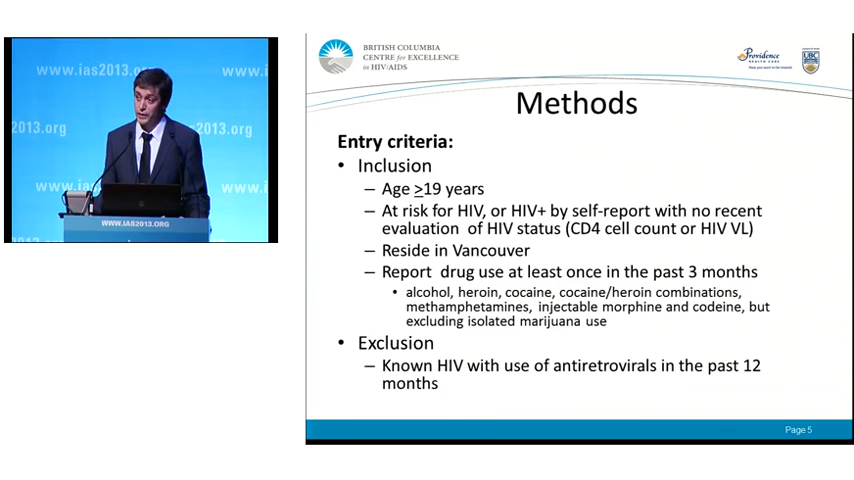 www.ias2013.org
www.i
2013.org
2013.org
www.ia
www.i
WWW.IAS2013.ORG
BRITISH COLUMBIA
CENTRE for EXCELLENCE
in HIV/AIDS
Providence
HEALTH CARE
UBC
Methods
Entry criteria:
• Inclusion
– Age ≥19 years
– At risk for HIV, or HIV+ by self-report with no recent
evaluation of HIV status (CD4 cell count or HIV VL)
– Reside in Vancouver
– Report drug use at least once in the past 3 months
• alcohol, heroin, cocaine, cocaine/heroin combinations,
methamphetamines, injectable morphine and codeine, but
excluding isolated marijuana use
• Exclusion
– Known HIV with use of antiretrovirals in the past 12
months
Page 5